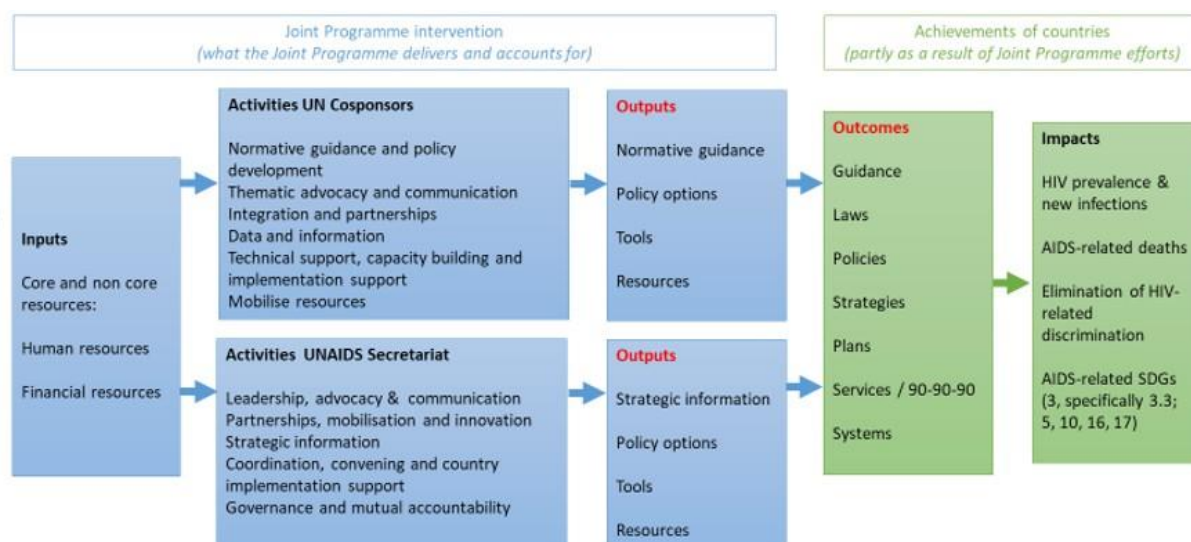 Joint Programme intervention
(what the Joint Programme delivers and accounts for)
Achievements of countries
(partly as a result of Joint Programme efforts)
Inputs
Core and non core
resources:
Human resources
Financial resources
Activities UN Cosponsors
Normative guidance and policy
development
Thematic advocacy and communication
Integration and partnerships
Data and information
Technical support, capacity building and
implementation support
Mobilise resources
Outputs
Normative guidance
Policy options
Tools
Resources
Activities UNAIDS Secretariat
Leadership, advocacy & communication
Partnerships, mobilisation and innovation
Strategic information
Coordination, convening and country
implementation support
Governance and mutual accountability
Outputs
Strategic information
Policy options
Tools
Resources
Outcomes
Guidance
Laws
Policies
Strategies
Plans
Services / 90-90-90
Systems
Impacts
HIV prevalence &
new infections
AIDS-related deaths
Elimination of HIV-
related
discrimination
AIDS-related SDGs
(3, specifically 3.3;
5, 10, 16, 17)